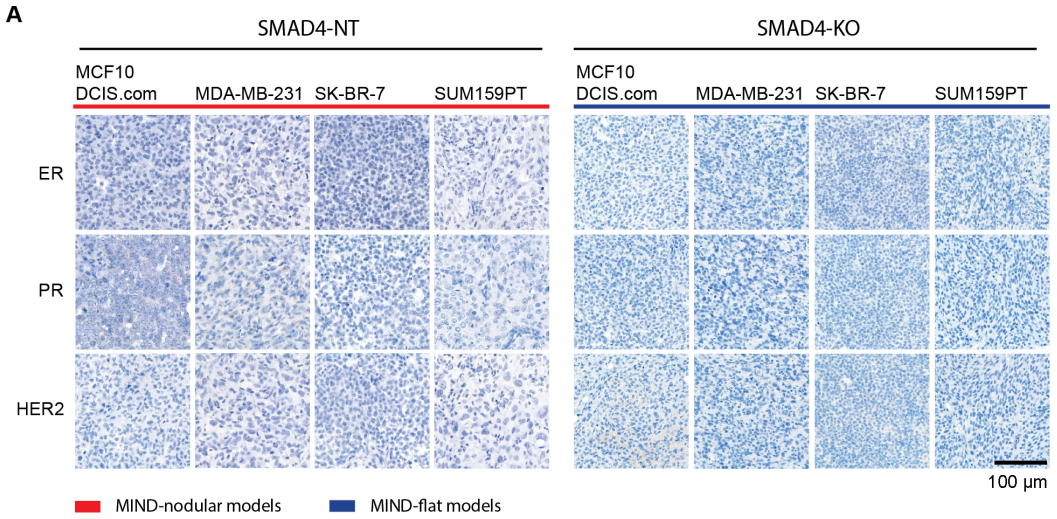 A
SMAD4-NT
SMAD4-KO
MCF10
DCIS.com
MDA-MB-231
SK-BR-7
SUM159PT
MCF10
DCIS.com
MDA-MB-231
SK-BR-7
SUM159PT
ER
PR
HER2
100 µm
MIND-nodular models
MIND-flat models